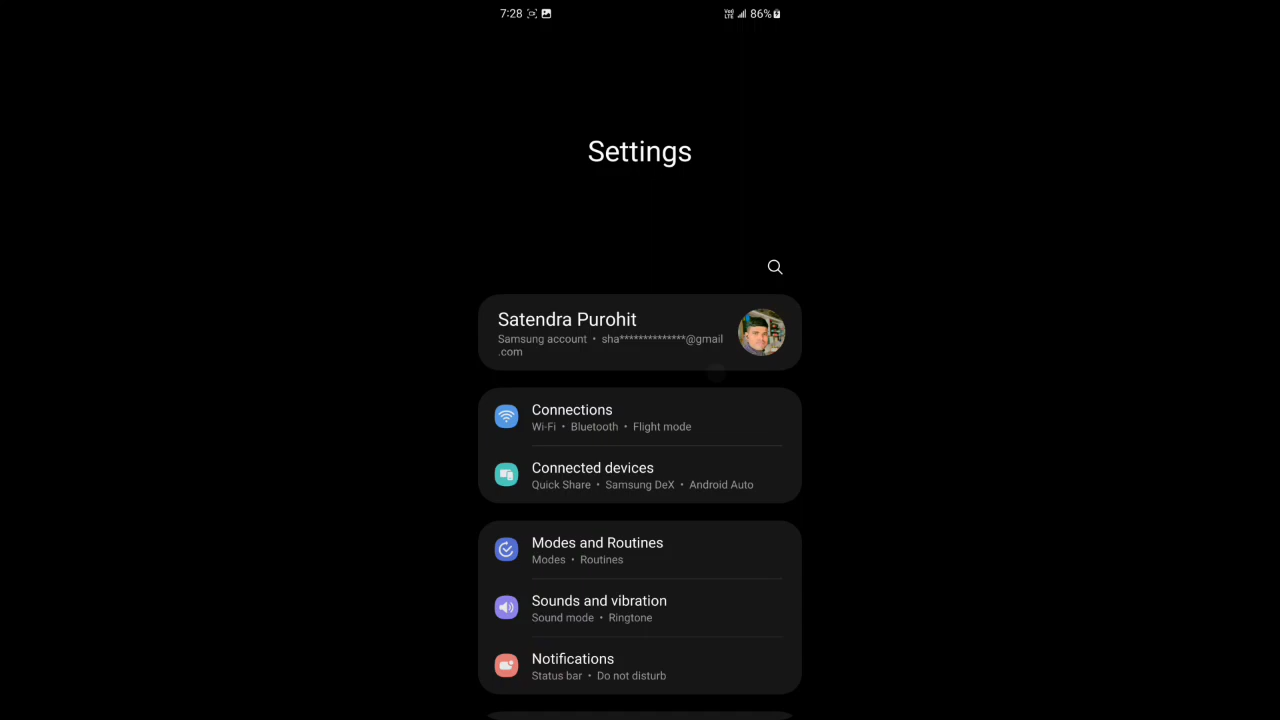 7:28 86%
Settings
Satendra Purohit
Samsung account • sha**************@gmail
.com
Connections
Wi-Fi • Bluetooth • Flight mode
Connected devices
Quick Share • Samsung DeX • Android Auto
Modes and Routines
Modes • Routines
Sounds and vibration
Sound mode • Ringtone
Notifications
Status bar • Do not disturb